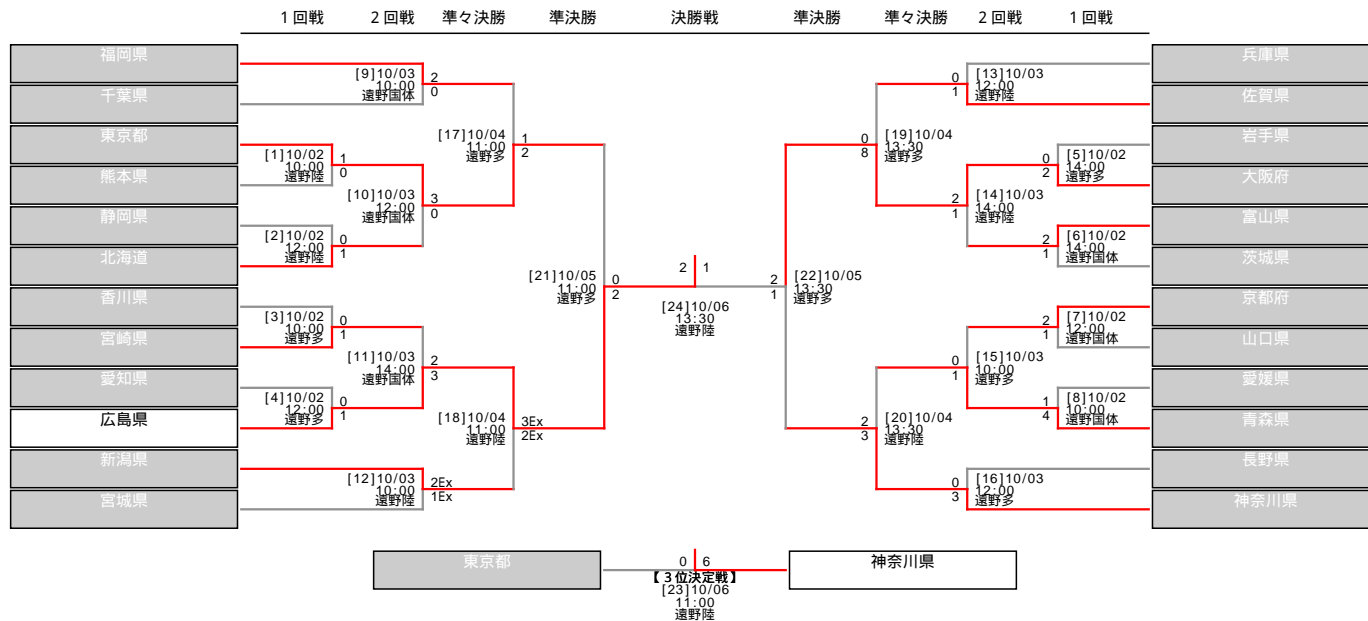 1回戦 2回戦 準々決勝 準決勝 決勝戦 準決勝 準々決勝 2回戦 1回戦
福岡県
千葉県
東京都
熊本県
静岡県
北海道
香川県
宮崎県
愛知県
広島県
新潟県
宮城県
[9]10/03
10:00
遠野国体
2
0
[1]10/02
10:00
遠野陸
1
0
[10]10/03
12:00
遠野国体
3
0
[2]10/02
12:00
遠野陸
0
1
[17]10/04
11:00
遠野多
1
2
[3]10/02
10:00
遠野多
0
1
[11]10/03
14:00
遠野国体
2
3
[4]10/02
12:00
遠野多
0
1
[18]10/04
11:00
遠野陸
3Ex
2Ex
[12]10/03
10:00
遠野陸
2Ex
1Ex
[21]10/05
11:00
遠野多
0
2
2 1
[24]10/06
13:30
遠野陸
2
1
[22]10/05
13:30
遠野多
0
8
[19]10/04
13:30
遠野多
0
1
[13]10/03
12:00
遠野陸
2
1
[14]10/03
14:00
遠野陸
0
2
[5]10/02
14:00
遠野多
2
1
[6]10/02
14:00
遠野国体
2
3
[20]10/04
13:30
遠野陸
0
1
[15]10/03
10:00
遠野多
2
1
[7]10/02
12:00
遠野国体
1
4
[8]10/02
10:00
遠野国体
0
3
[16]10/03
12:00
遠野多
兵庫県
佐賀県
岩手県
大阪府
富山県
茨城県
京都府
山口県
愛媛県
青森県
長野県
神奈川県
東京都 0 6 神奈川県
【3位決定戦】
[23]10/06
11:00
遠野陸